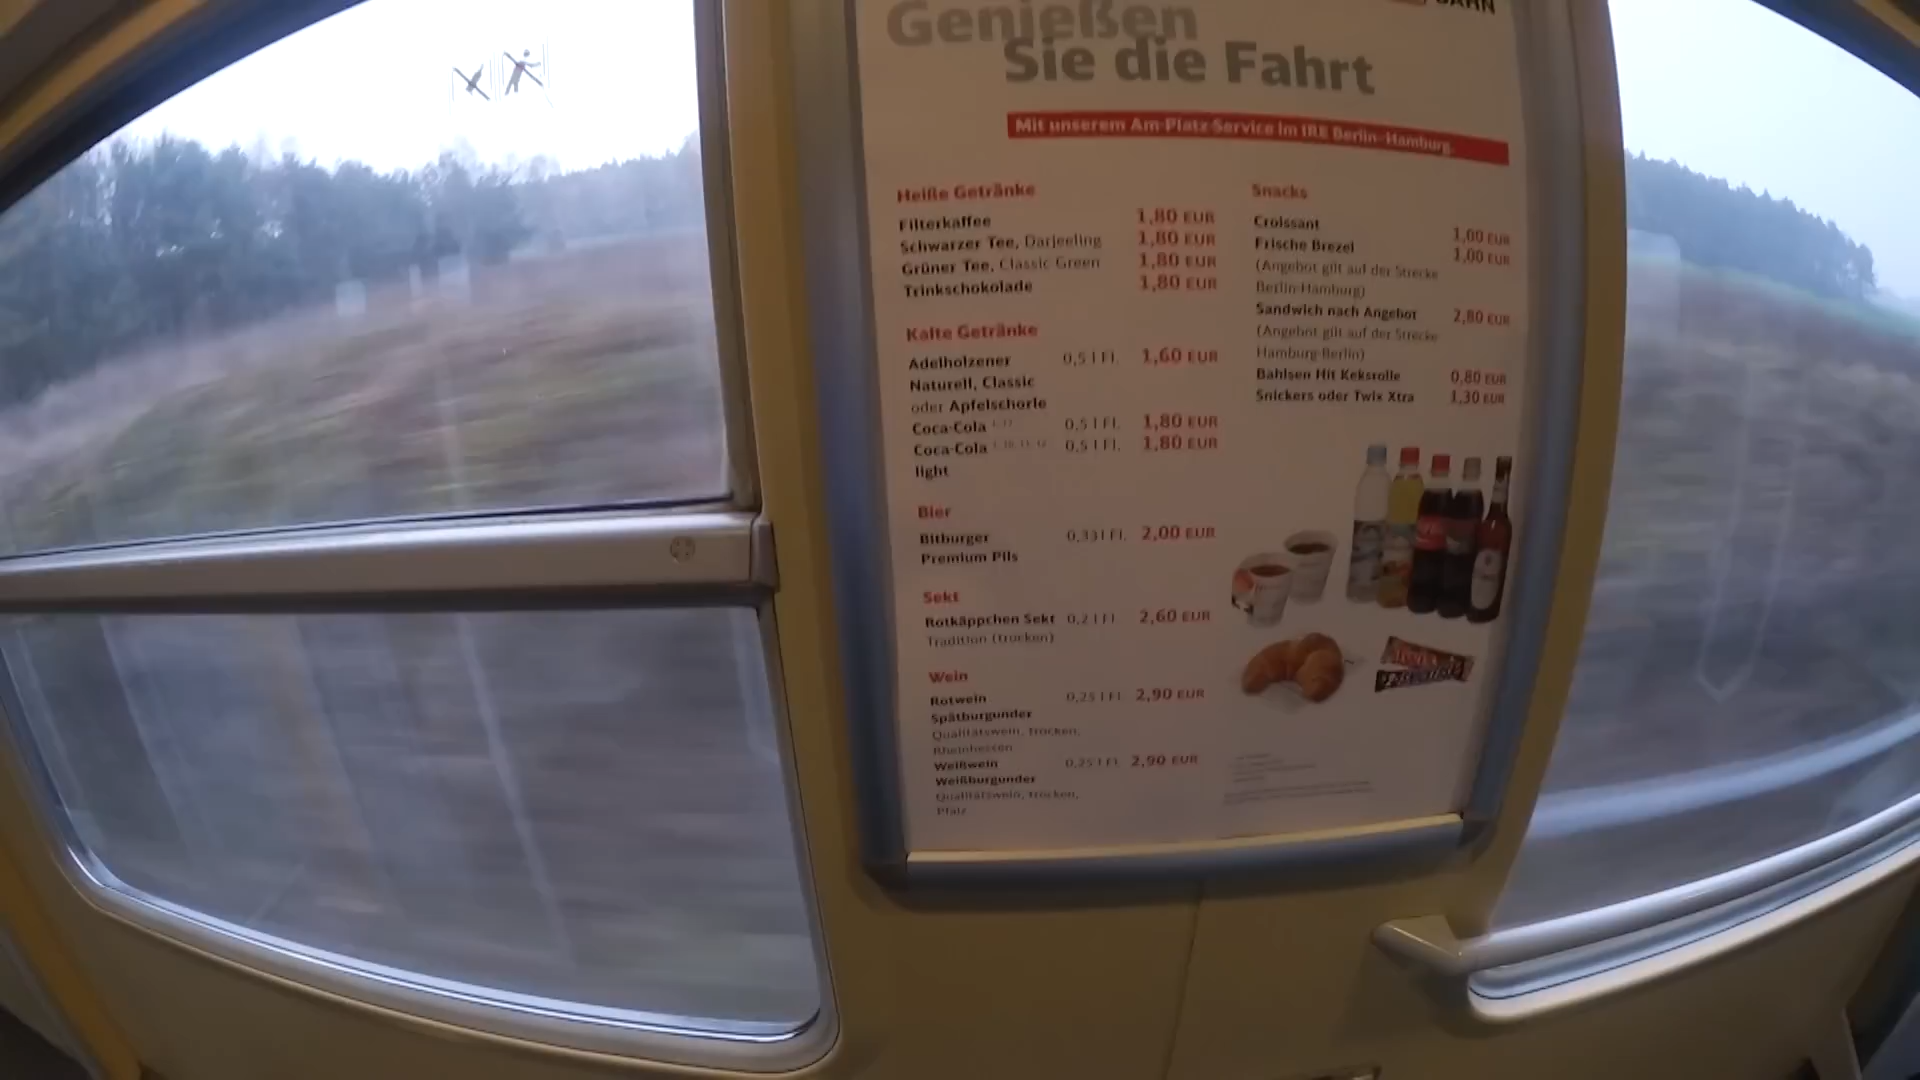 BAHN
Genießen
Sie die Fahrt
Mit unserem Am-Platz-Service im IRE Berlin–Hamburg.
Heiße Getränke
Filterkaffee 1,80 EUR
Schwarzer Tee, Darjeeling 1,80 EUR
Grüner Tee, Classic Green 1,80 EUR
Trinkschokolade 1,80 EUR
Kalte Getränke
Adelholzener 0,5 l Fl. 1,60 EUR
Naturell, Classic
oder Apfelschorle
Coca-Cola 0,5 l Fl. 1,80 EUR
Coca-Cola 0,5 l Fl. 1,80 EUR
light
Bier
Bitburger 0,33 l Fl. 2,00 EUR
Premium Pils
Sekt
Rotkäppchen Sekt 0,2 l Fl. 2,60 EUR
Tradition (trocken)
Wein
Rotwein 0,25 l Fl. 2,90 EUR
Spätburgunder
Qualitätswein, trocken,
Rheinhessen
Weißwein 0,25 l Fl. 2,90 EUR
Weißburgunder
Qualitätswein, trocken,
Pfalz
Snacks
Croissant 1,00 EUR
Frische Brezel 1,00 EUR
(Angebot gilt auf der Strecke
Berlin-Hamburg)
Sandwich nach Angebot 2,80 EUR
(Angebot gilt auf der Strecke
Hamburg-Berlin)
Bahlsen Hit Keksrolle 0,80 EUR
Snickers oder Twix Xtra 1,30 EUR
Twix